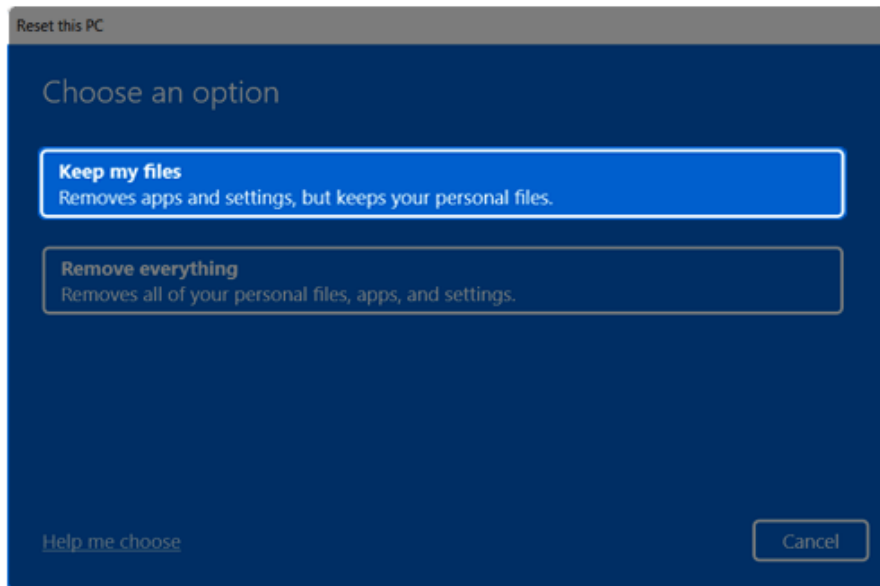 Reset this PC
Choose an option
Keep my files
Removes apps and settings, but keeps your personal files.
Remove everything
Removes all of your personal files, apps, and settings.
Help me choose
Cancel